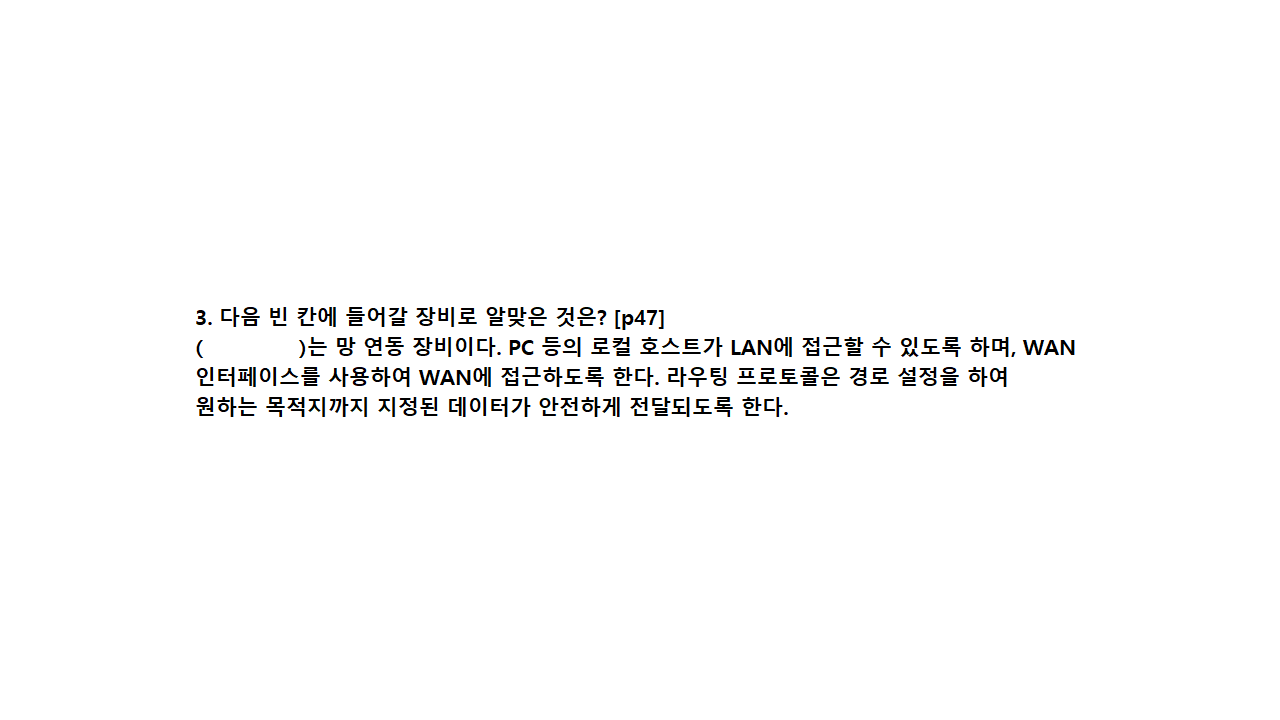 3. 다음 빈 칸에 들어갈 장비로 알맞은 것은? [p47]
(                )는 망 연동 장비이다. PC 등의 로컬 호스트가 LAN에 접근할 수 있도록 하며, WAN
인터페이스를 사용하여 WAN에 접근하도록 한다. 라우팅 프로토콜은 경로 설정을 하여
원하는 목적지까지 지정된 데이터가 안전하게 전달되도록 한다.